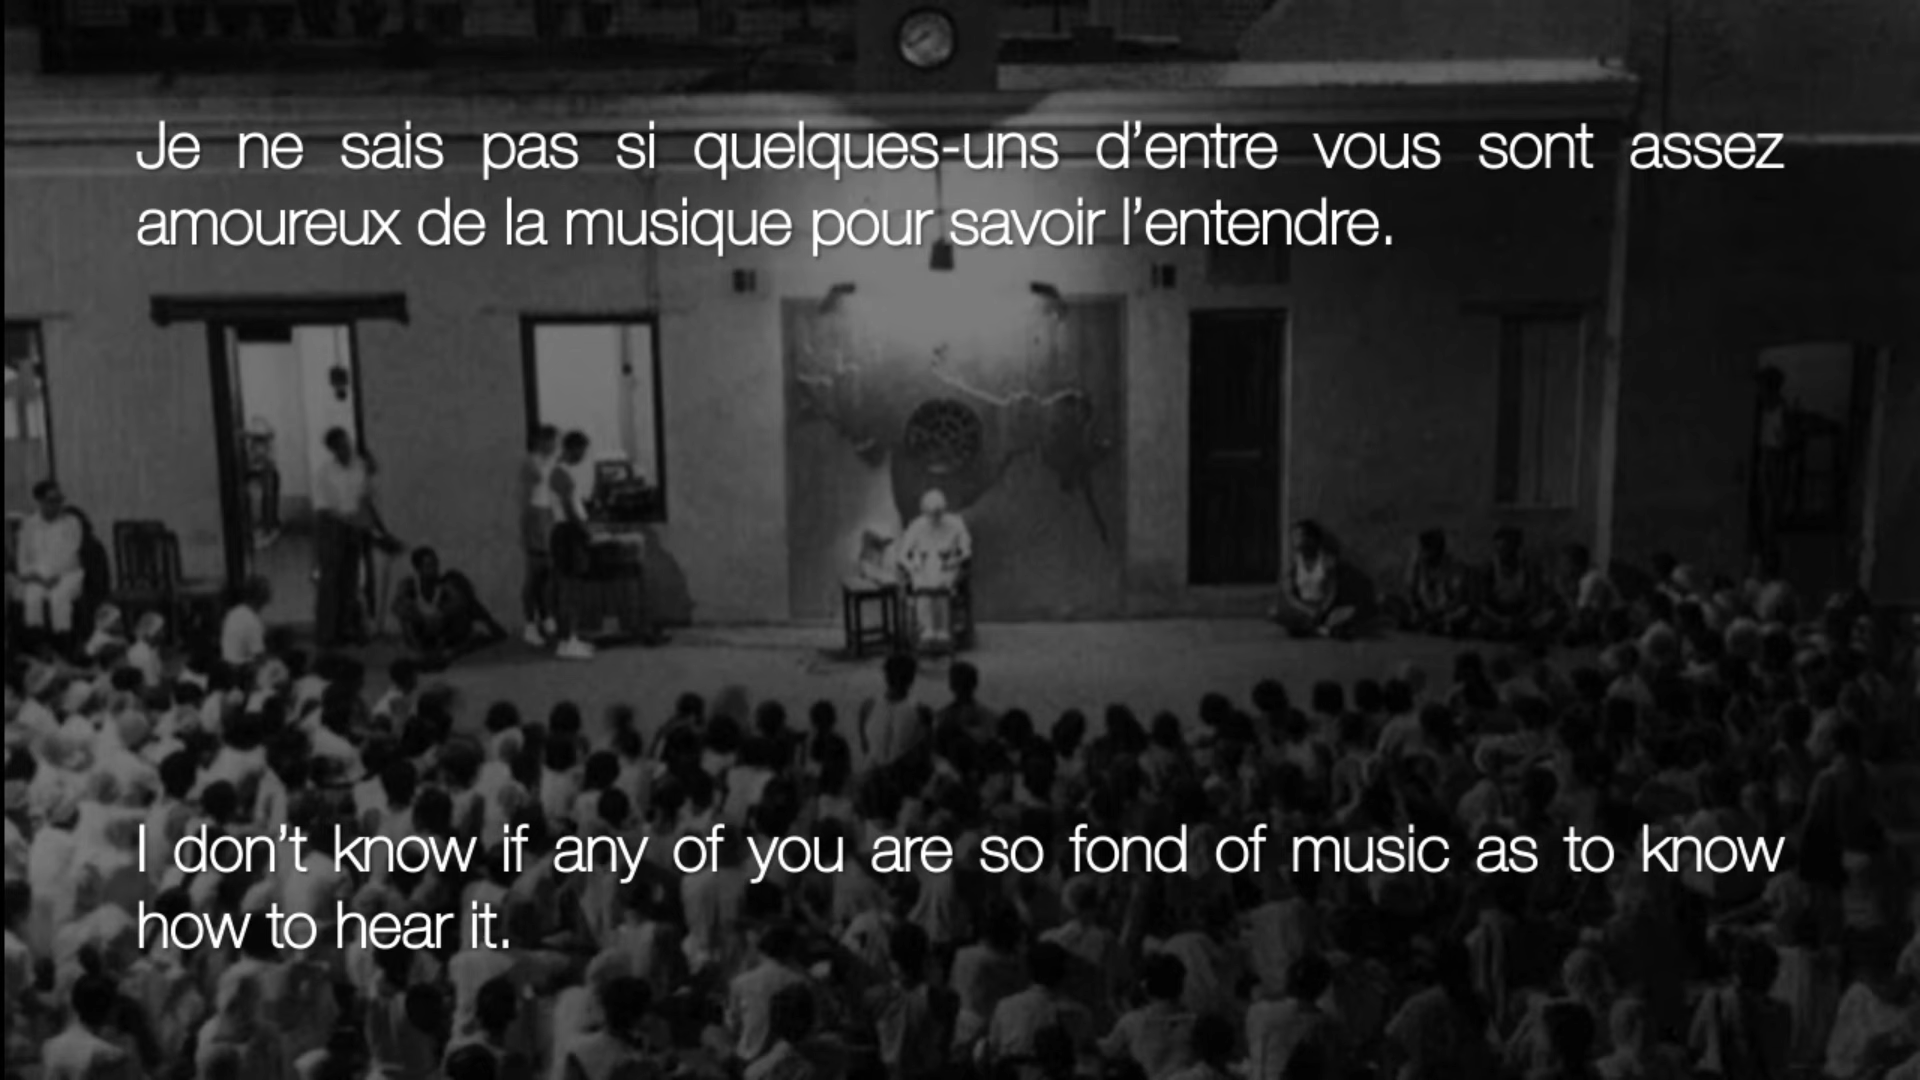 Je ne sais pas si quelques-uns d’entre vous sont assez
amoureux de la musique pour savoir l’entendre.
I don’t know if any of you are so fond of music as to know
how to hear it.